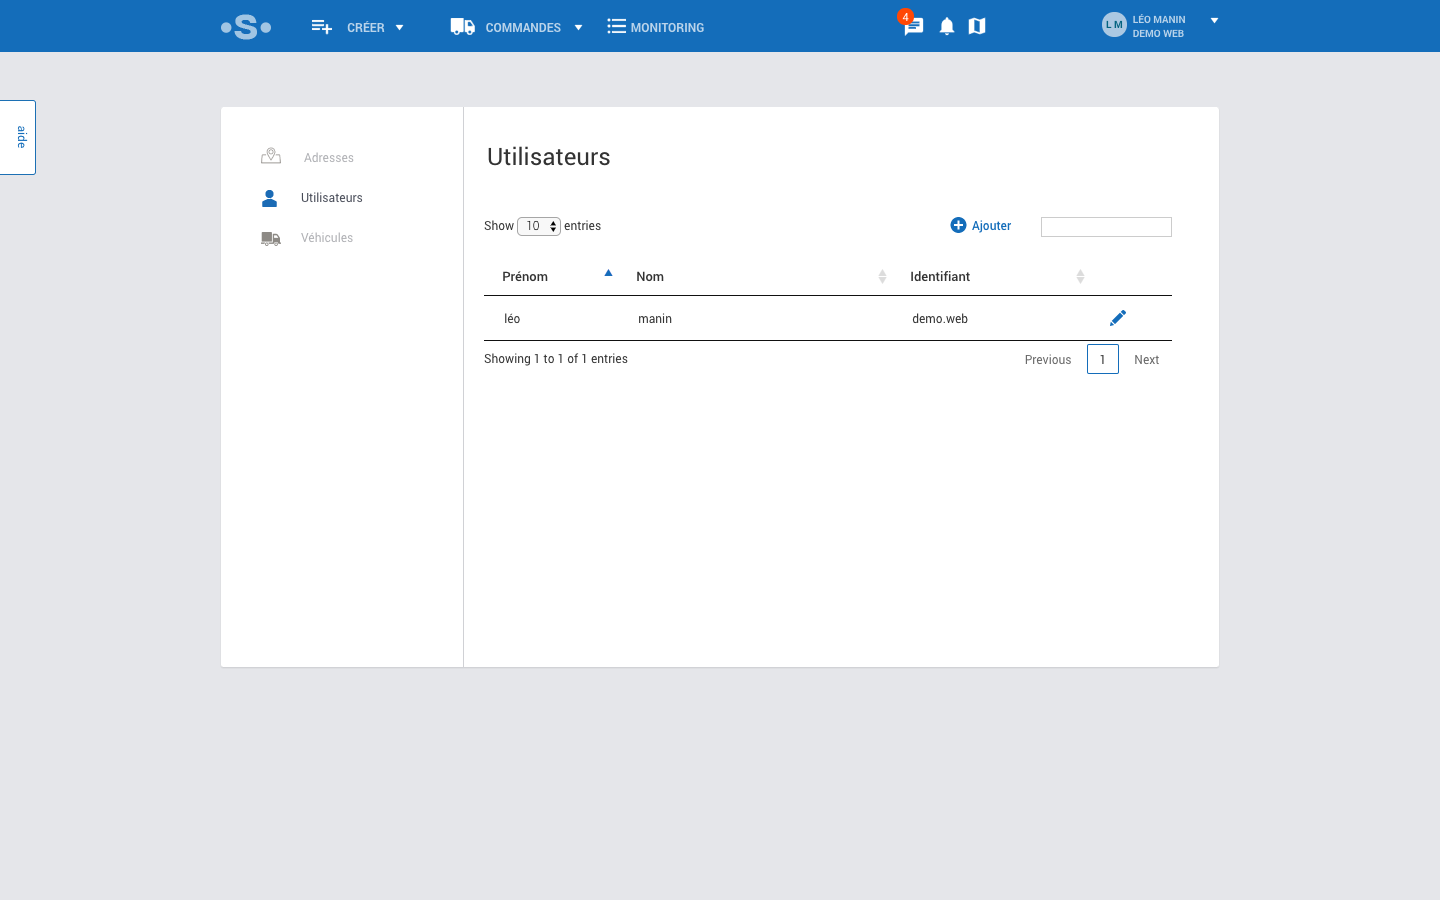 S CRÉER COMMANDES MONITORING 4 L M LÉO MANIN
DEMO WEB
aide
Adresses
Utilisateurs
Véhicules
Utilisateurs
Show 10 entries Ajouter
Prénom Nom Identifiant
léo manin demo.web
Showing 1 to 1 of 1 entries Previous 1 Next